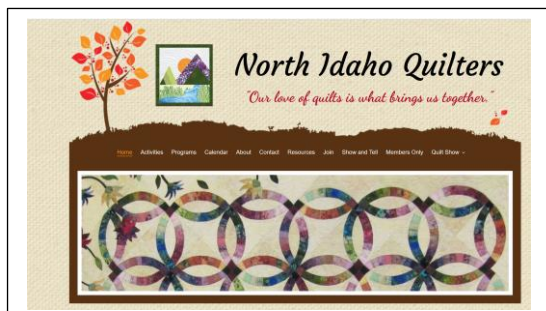 North Idaho Quilters
"Our love of quilts is what brings us together."
Home Activities Programs Calendar About Contact Resources Join Show and Tell Members Only Quilt Show